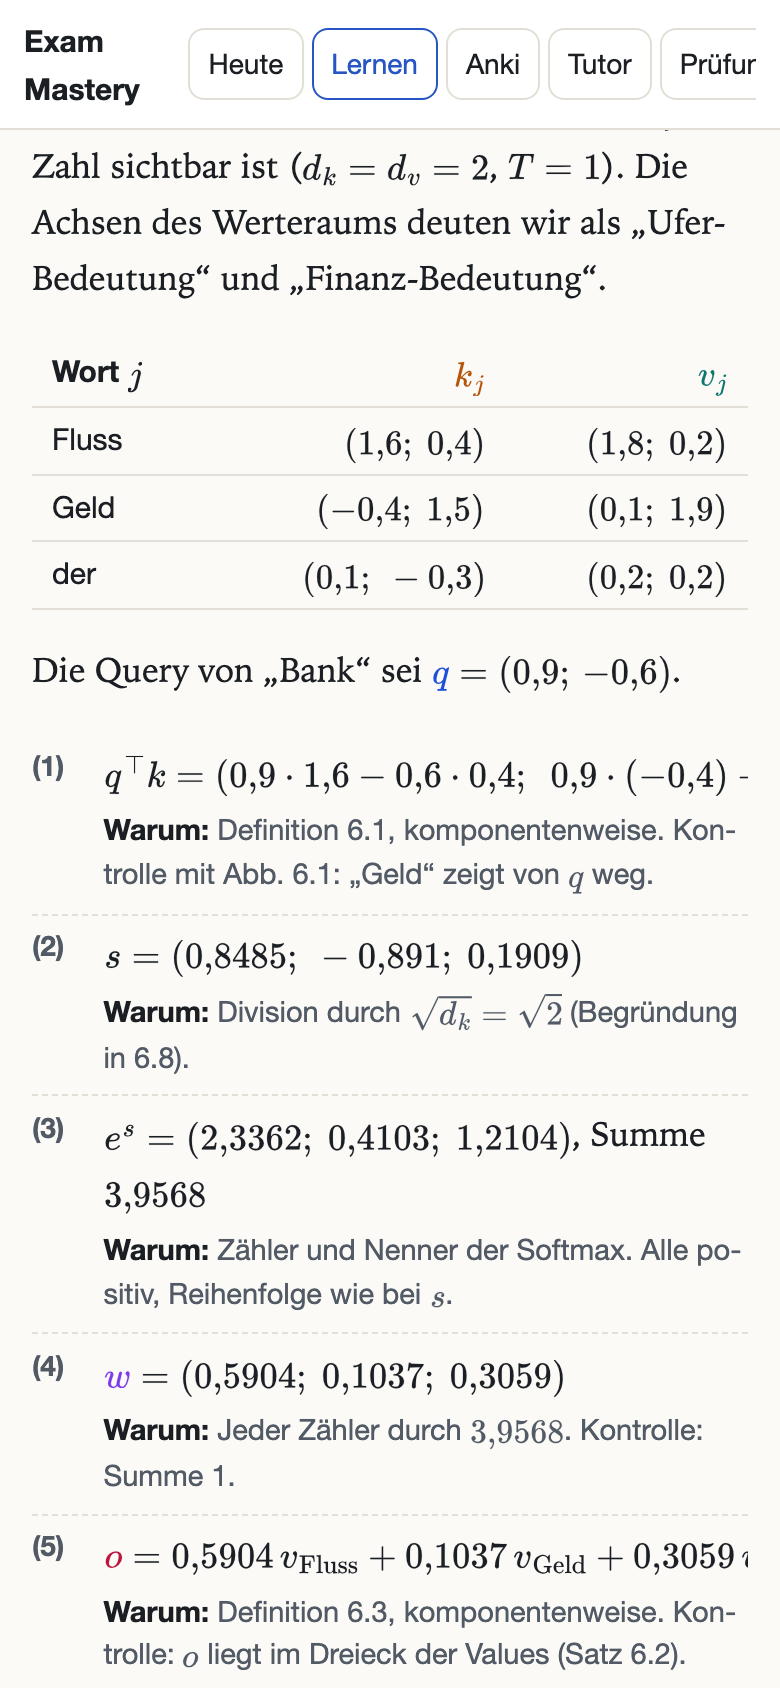 Exam
Mastery
Heute
Lernen
Anki
Tutor
Prüfun
Zahl sichtbar ist (d_k = d_v = 2, T = 1). Die
Achsen des Werteraums deuten wir als „Ufer-
Bedeutung“ und „Finanz-Bedeutung“.
Wort j k_j v_j
Fluss (1,6; 0,4) (1,8; 0,2)
Geld (−0,4; 1,5) (0,1; 1,9)
der (0,1; −0,3) (0,2; 0,2)
Die Query von „Bank“ sei q = (0,9; −0,6).
(1) q^⊤k = (0,9 · 1,6 − 0,6 · 0,4; 0,9 · (−0,4) −
Warum: Definition 6.1, komponentenweise. Kon-
trolle mit Abb. 6.1: „Geld“ zeigt von q weg.
(2) s = (0,8485; −0,891; 0,1909)
Warum: Division durch √d_k = √2 (Begründung
in 6.8).
(3) e^s = (2,3362; 0,4103; 1,2104), Summe
3,9568
Warum: Zähler und Nenner der Softmax. Alle po-
sitiv, Reihenfolge wie bei s.
(4) w = (0,5904; 0,1037; 0,3059)
Warum: Jeder Zähler durch 3,9568. Kontrolle:
Summe 1.
(5) o = 0,5904 v_Fluss + 0,1037 v_Geld + 0,3059
Warum: Definition 6.3, komponentenweise. Kon-
trolle: o liegt im Dreieck der Values (Satz 6.2).